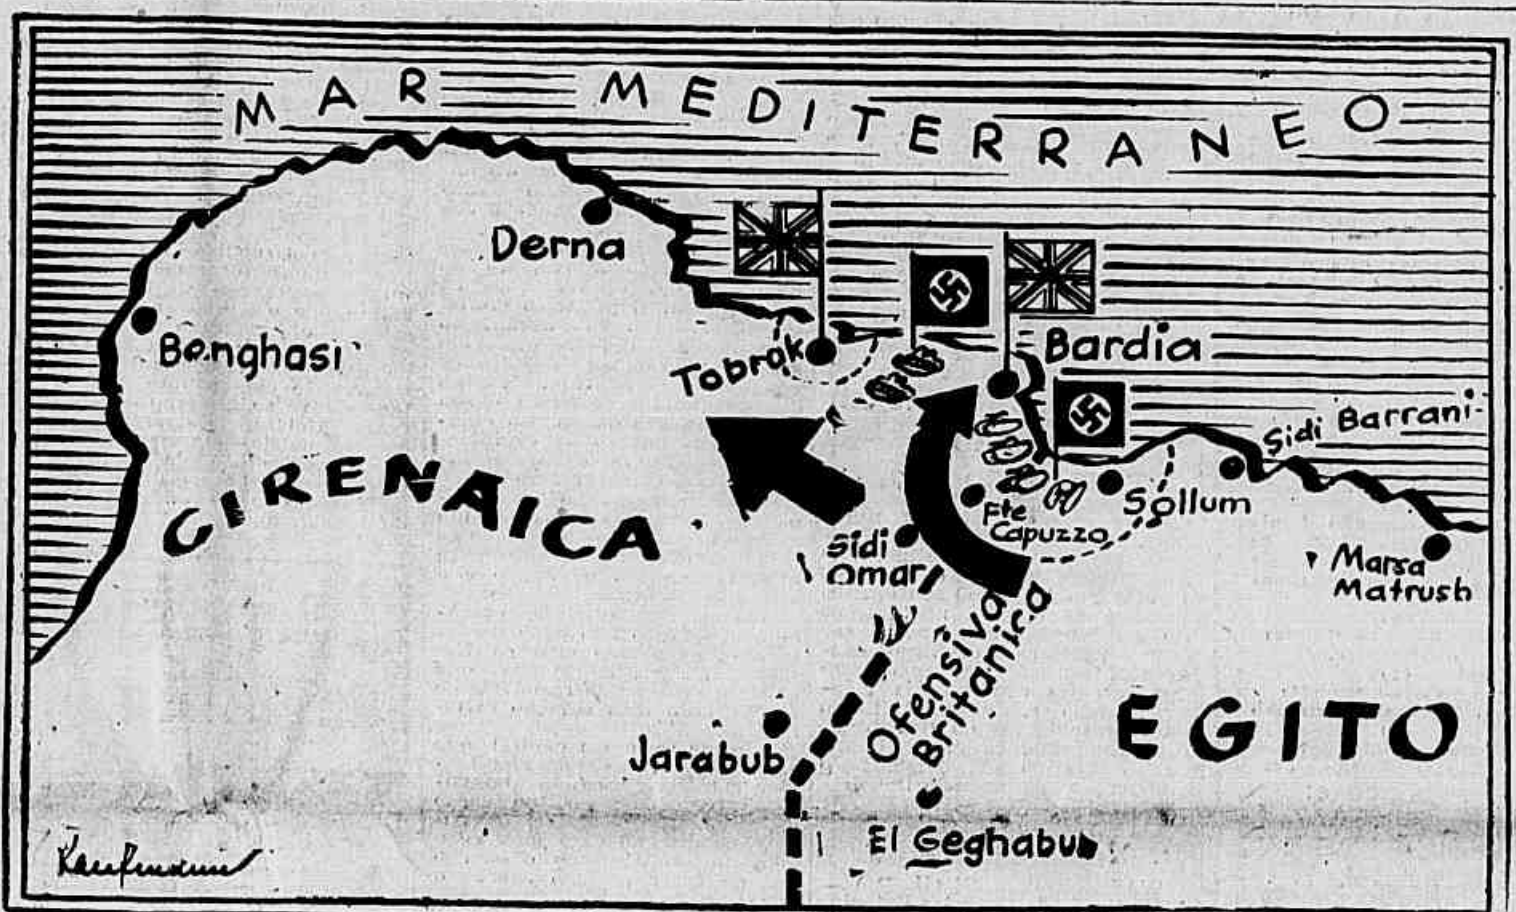 MAR MEDITERRANEO
Derna
Benghasi
Tobrak
Bardia
Sidi Barrani
CIRENAICA
Fte
Capuzzo
Sollum
Sidi
Omar
Marsa
Matrush
Ofensiva
Britanica
EGITO
Jarabub
El Geghabub
Kaufmann